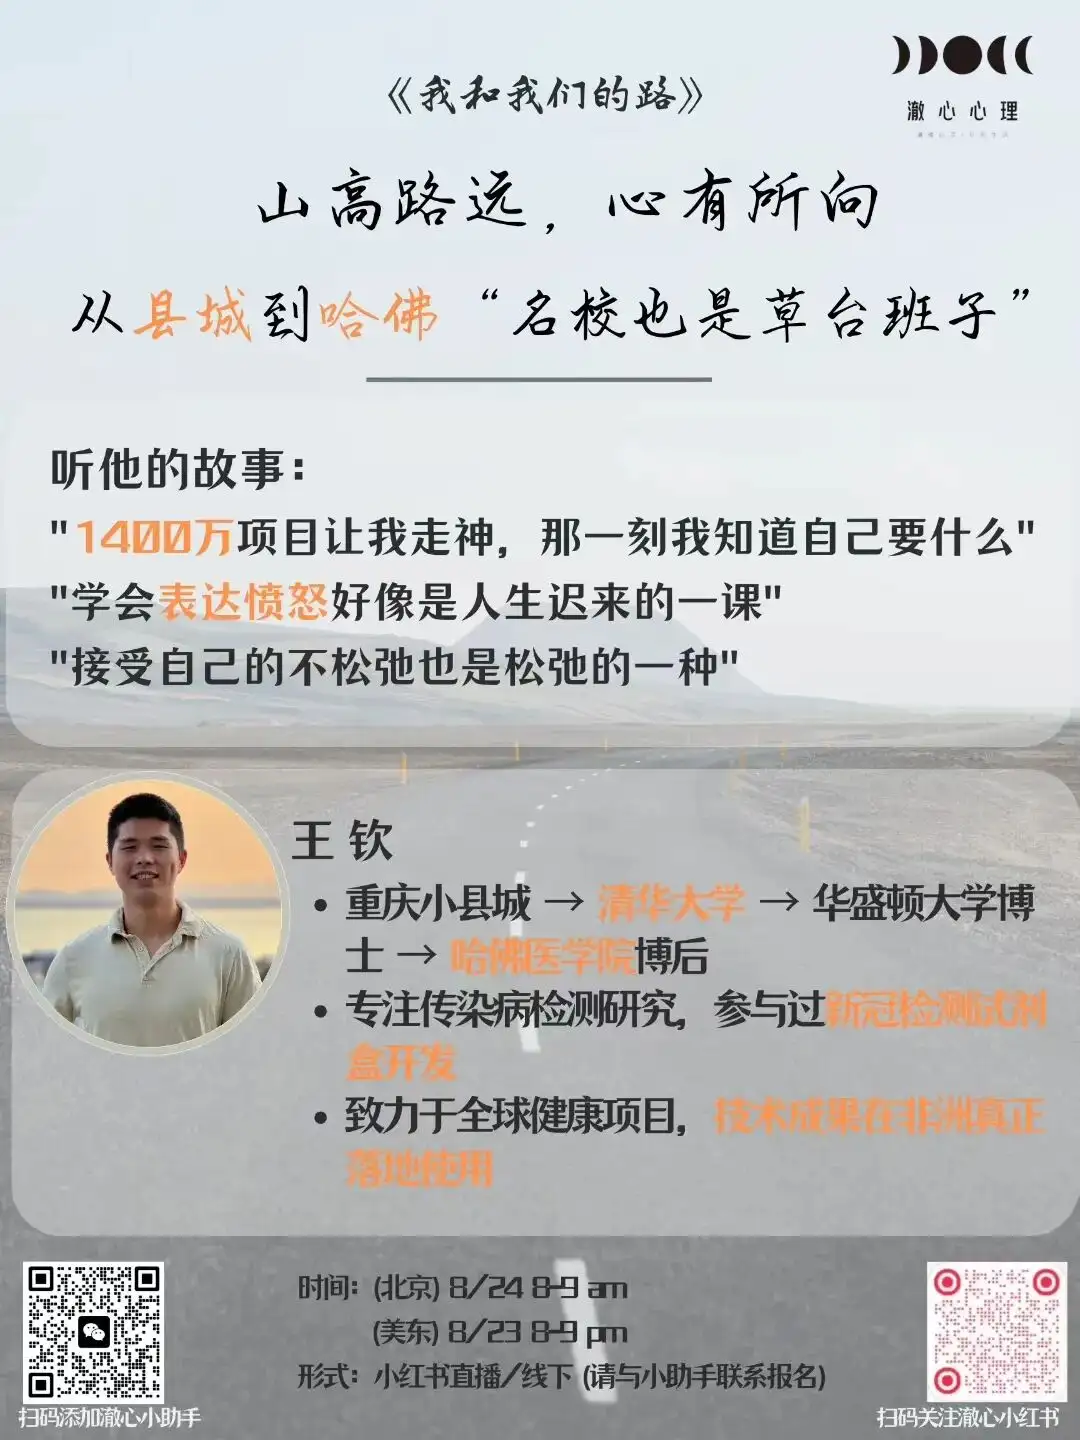 《我和我们的路》
澈心心理
山高路远，心有所向
从县城到哈佛“名校也是草台班子”
听他的故事：
"1400万项目让我走神，那一刻我知道自己要什么"
"学会表达愤怒好像是人生迟来的一课"
"接受自己的不松弛也是松弛的一种"
王 钦
• 重庆小县城 → 清华大学 → 华盛顿大学博
士 → 哈佛医学院博后
• 专注传染病检测研究，参与过新冠检测试剂
盒开发
• 致力于全球健康项目，技术成果在非洲真正
落地使用
时间：(北京) 8/24 8-9 am
(美东) 8/23 8-9 pm
形式：小红书直播/线下 (请与小助手联系报名)
扫码添加澈心小助手
扫码关注澈心小红书